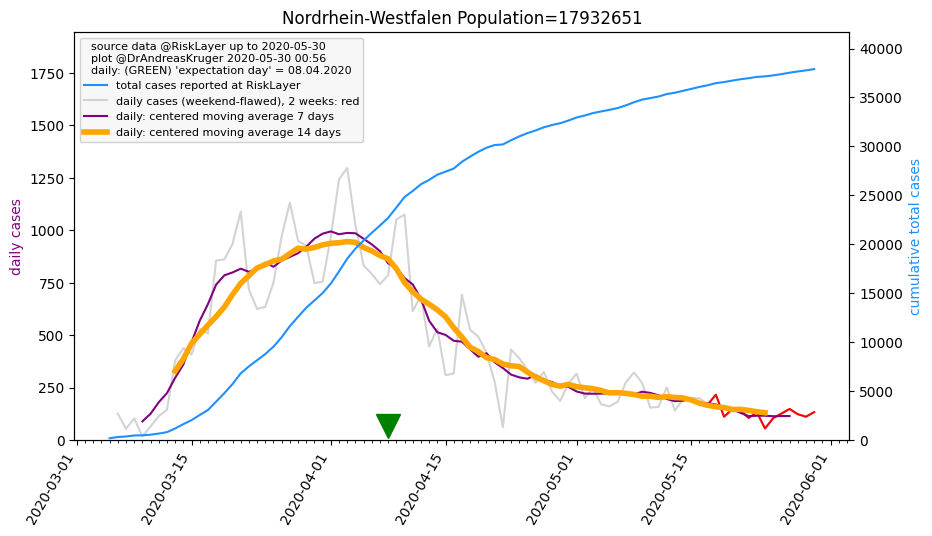 Nordrhein-Westfalen Population=17932651
source data @RiskLayer up to 2020-05-30
plot @DrAndreasKruger 2020-05-30 00:56
daily: (GREEN) 'expectation day' = 08.04.2020
total cases reported at RiskLayer
daily cases (weekend-flawed), 2 weeks: red
daily: centered moving average 7 days
daily: centered moving average 14 days
daily cases
1750
1500
1250
1000
750
500
250
0
cumulative total cases
40000
35000
30000
25000
20000
15000
10000
5000
0
2020-03-01
2020-03-15
2020-04-01
2020-04-15
2020-05-01
2020-05-15
2020-06-01